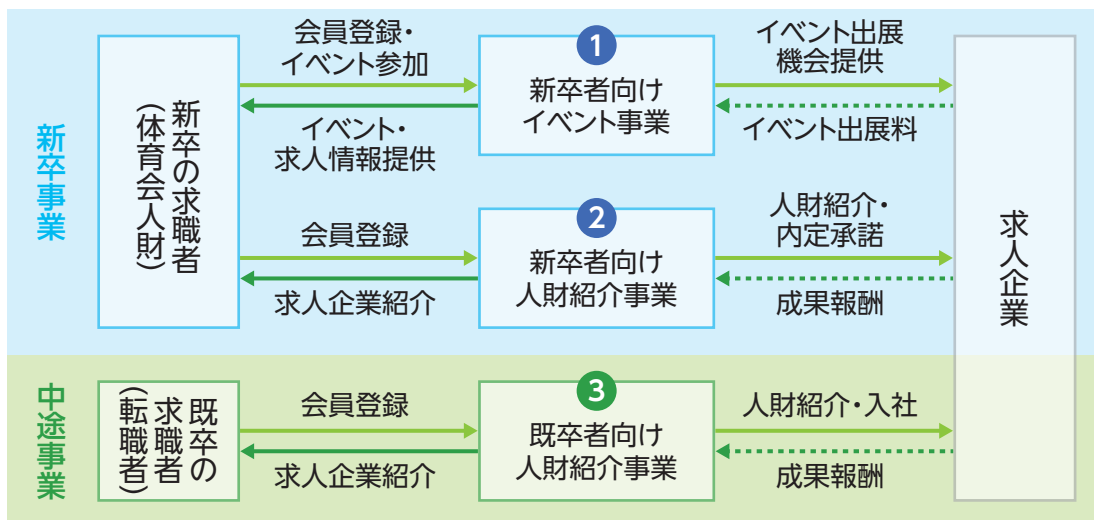 新卒事業
新卒の求職者
（体育会人財）
会員登録・
イベント参加
イベント・
求人情報提供
1
新卒者向け
イベント事業
イベント出展
機会提供
イベント出展料
会員登録
求人企業紹介
2
新卒者向け
人財紹介事業
人財紹介・
内定承諾
成果報酬
求人企業
中途事業
既卒の
求職者
（転職者）
会員登録
求人企業紹介
3
既卒者向け
人財紹介事業
人財紹介・入社
成果報酬